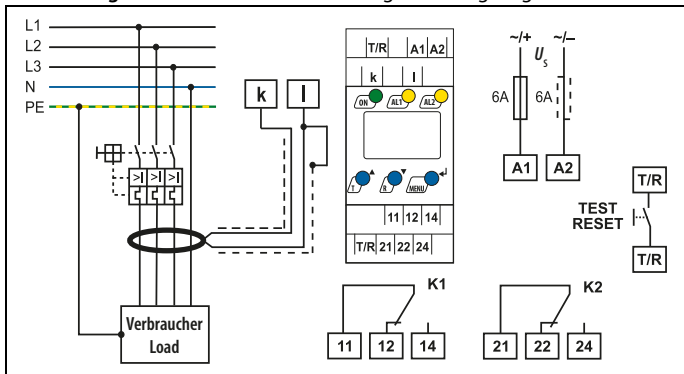 L1
L2
L3
N
PE
k
l
T/R A1 A2
k l
ON AL1 AL2
T R MENU
11 12 14
T/R 21 22 24
~/+ ~/–
Us
6A 6A
A1 A2
T/R
TEST
RESET
T/R
>I >I >I
Verbraucher
Load
K1
11 12 14
K2
21 22 24